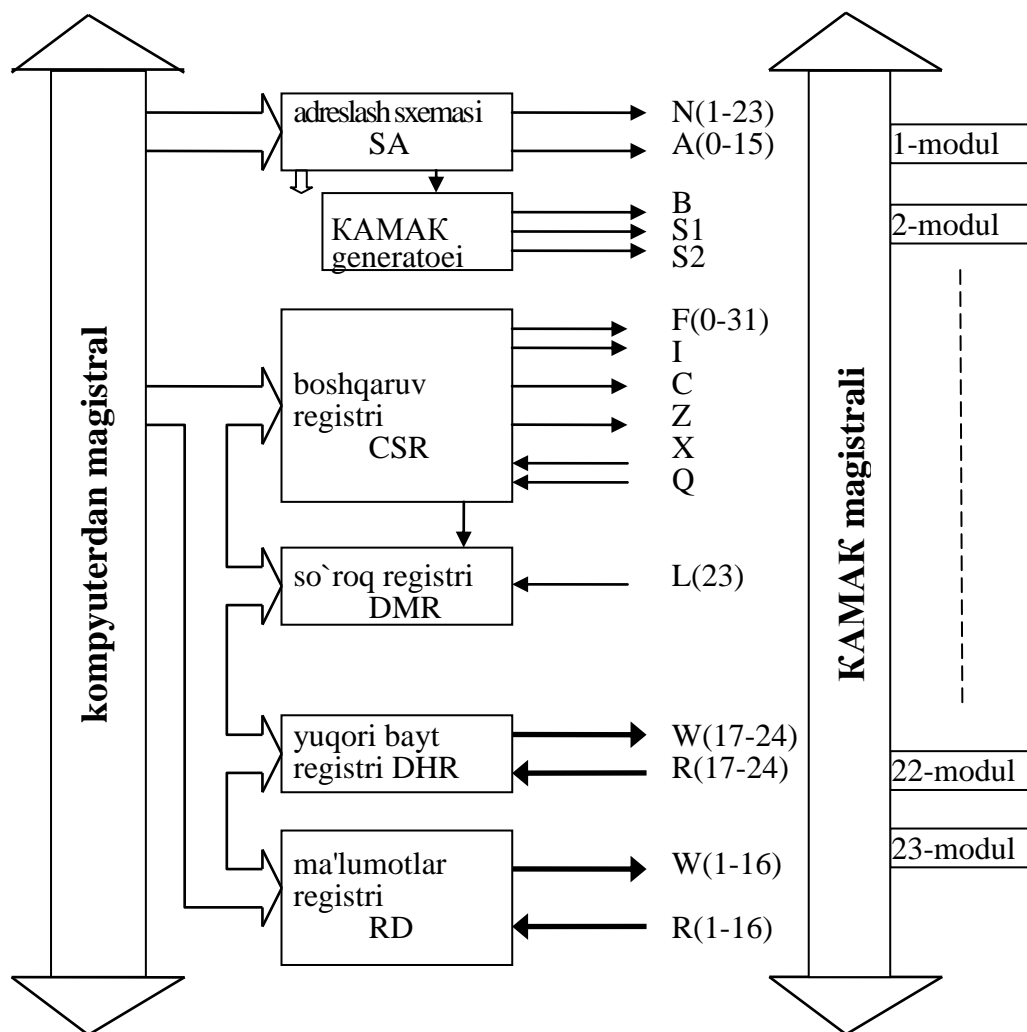 kompyuterdan magistral
adreslash sxemasi
SA
KAMAK
generatoei
boshqaruv
registri
CSR
so`roq registri
DMR
yuqori bayt
registri DHR
ma'lumotlar
registri
RD
N(1-23)
A(0-15)
B
S1
S2
F(0-31)
I
C
Z
X
Q
L(23)
W(17-24)
R(17-24)
W(1-16)
R(1-16)
KAMAK magistrali
1-modul
2-modul
22-modul
23-modul